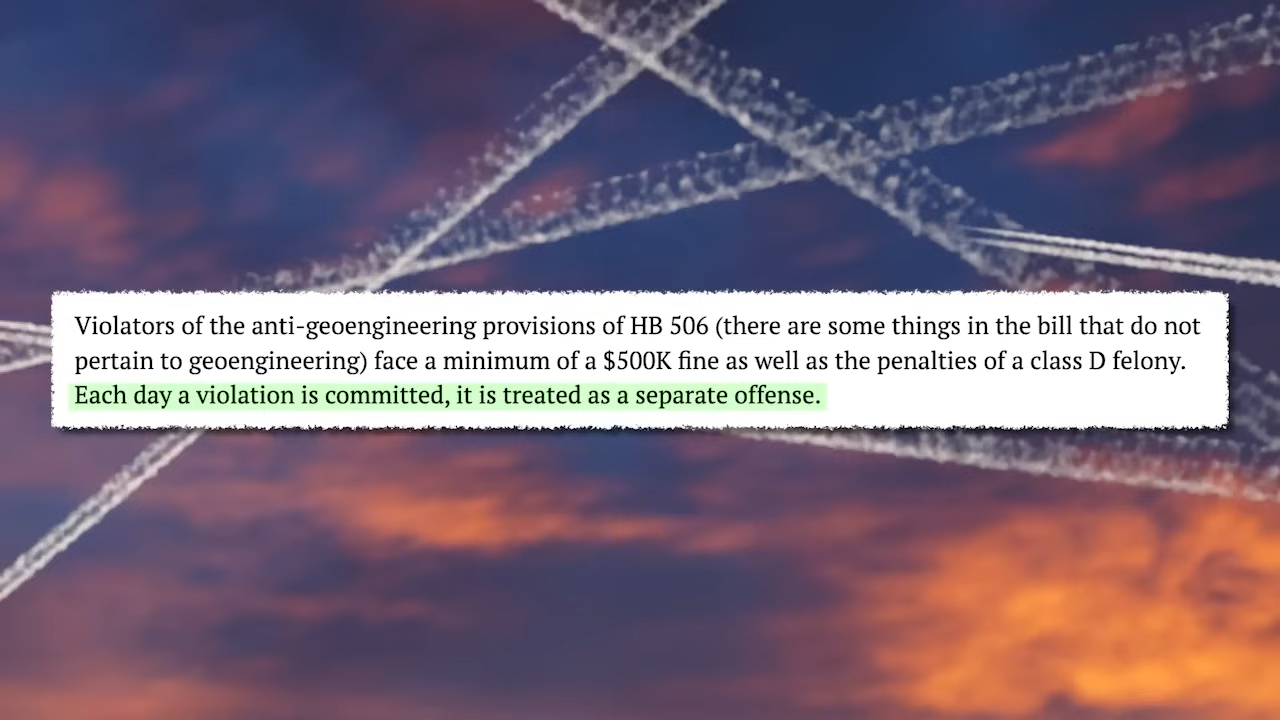 Violators of the anti-geoengineering provisions of HB 506 (there are some things in the bill that do not
pertain to geoengineering) face a minimum of a $500K fine as well as the penalties of a class D felony.
Each day a violation is committed, it is treated as a separate offense.